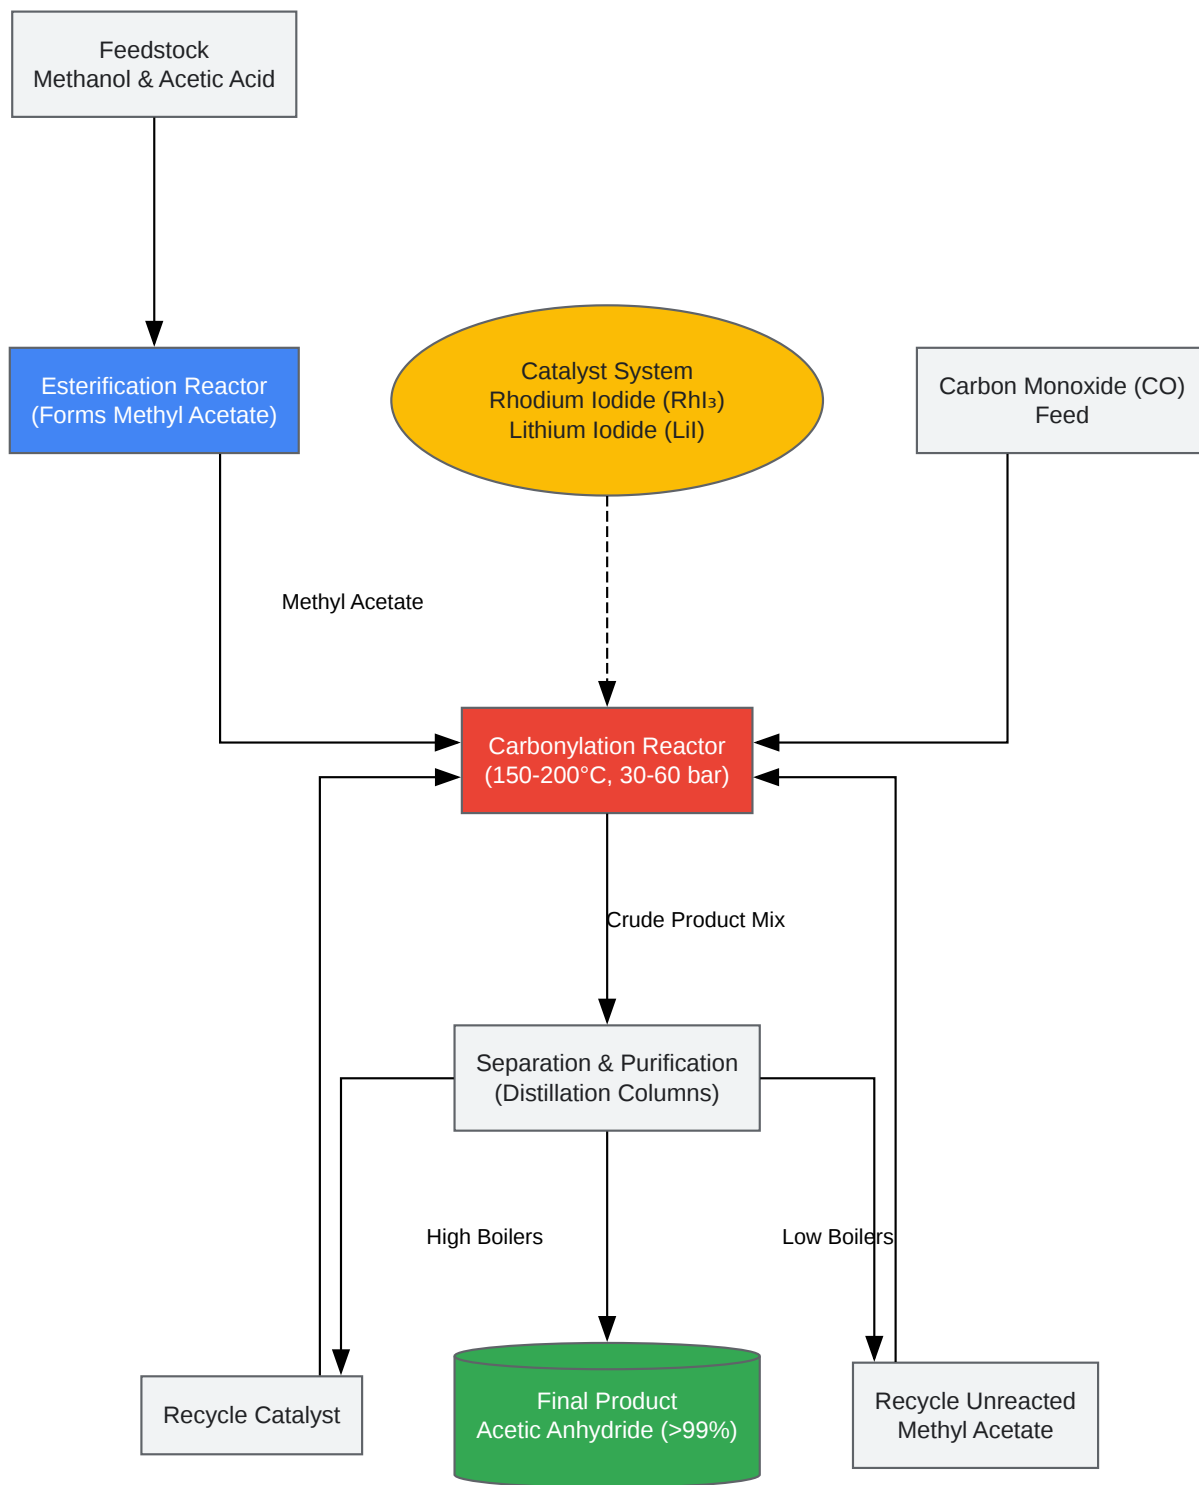 Feedstock
Methanol & Acetic Acid
Esterification Reactor
(Forms Methyl Acetate)
Catalyst System
Rhodium Iodide (RhI₃)
Lithium Iodide (LiI)
Carbon Monoxide (CO)
Feed
Methyl Acetate
Carbonylation Reactor
(150-200°C, 30-60 bar)
Crude Product Mix
Separation & Purification
(Distillation Columns)
High Boilers
Low Boilers
Recycle Catalyst
Final Product
Acetic Anhydride (>99%)
Recycle Unreacted
Methyl Acetate